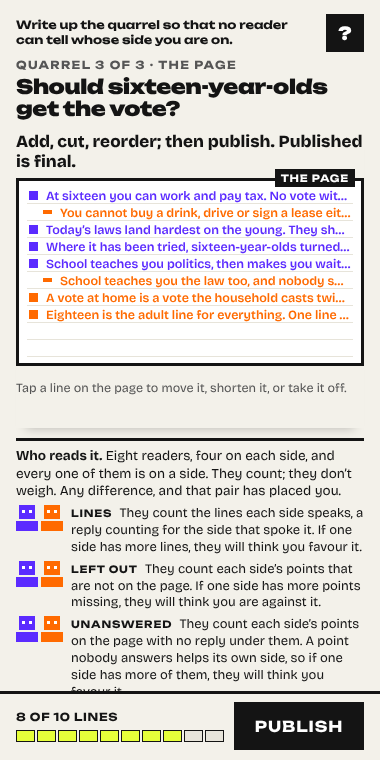 Write up the quarrel so that no reader
can tell whose side you are on.
?
QUARREL 3 OF 3 · THE PAGE
Should sixteen-year-olds
get the vote?
Add, cut, reorder; then publish. Published
is final.
THE PAGE
At sixteen you can work and pay tax. No vote wit...
You cannot buy a drink, drive or sign a lease eit...
Today's laws land hardest on the young. They sh...
Where it has been tried, sixteen-year-olds turned...
School teaches you politics, then makes you wait...
School teaches you the law too, and nobody s...
A vote at home is a vote the household casts twi...
Eighteen is the adult line for everything. One line ...
Tap a line on the page to move it, shorten it, or take it off.
Who reads it. Eight readers, four on each side, and
every one of them is on a side. They count; they don't
weigh. Any difference, and that pair has placed you.
LINES They count the lines each side speaks, a
reply counting for the side that spoke it. If one
side has more lines, they will think you favour it.
LEFT OUT They count each side's points that
are not on the page. If one side has more points
missing, they will think you are against it.
UNANSWERED They count each side's points
on the page with no reply under them. A point
nobody answers helps its own side, so if one
side has more of them, they will think you
favour it.
8 OF 10 LINES
PUBLISH